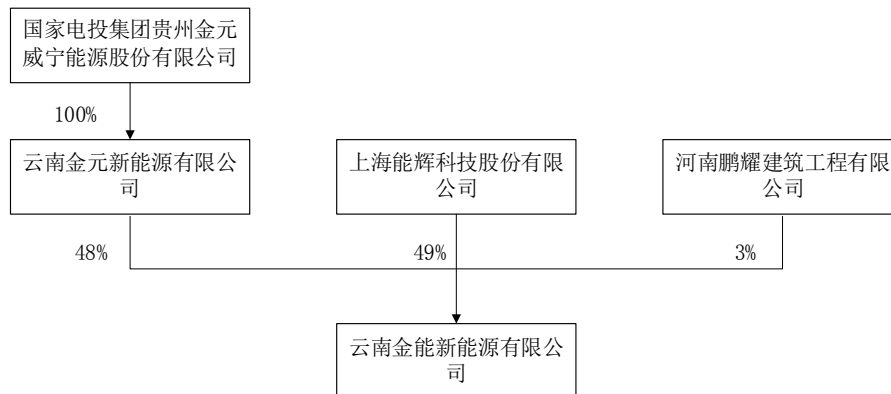 国家电投集团贵州金元
威宁能源股份有限公司
100%
云南金元新能源有限公
司
上海能辉科技股份有限
公司
河南鹏耀建筑工程有限
公司
48%
49%
3%
云南金能新能源有限公
司